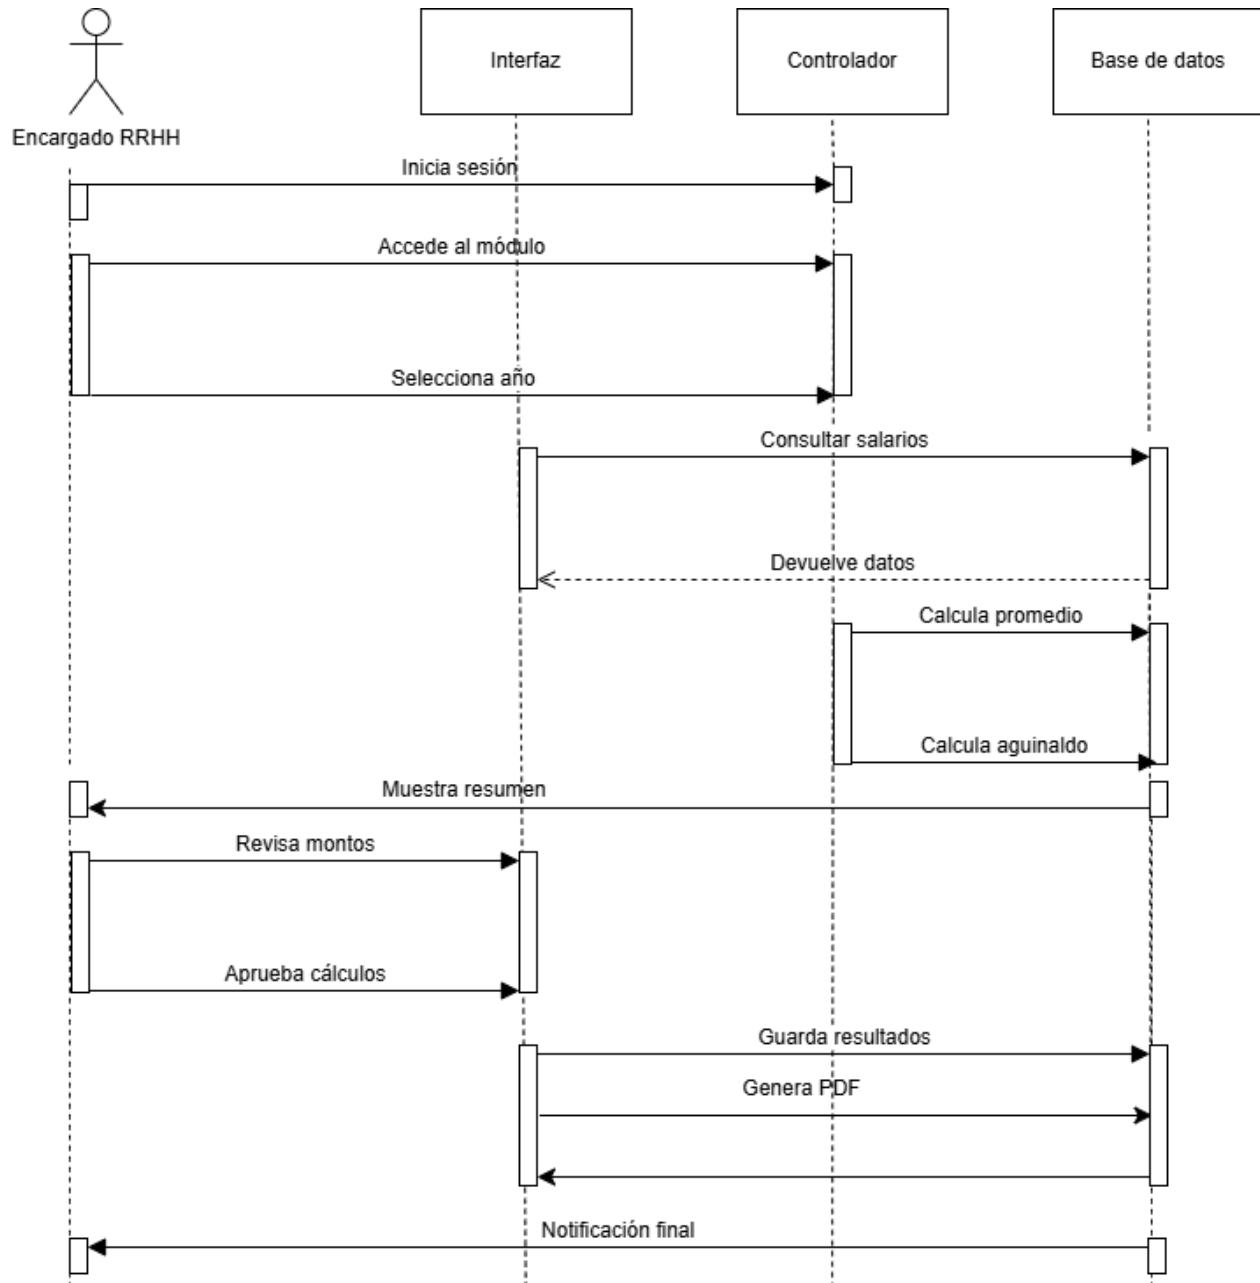 Interfaz
Controlador
Base de datos
Encargado RRHH
Inicia sesión
Accede al módulo
Selecciona año
Consultar salarios
Devuelve datos
Calcula promedio
Calcula aguinaldo
Muestra resumen
Revisa montos
Aprueba cálculos
Guarda resultados
Genera PDF
Notificación final